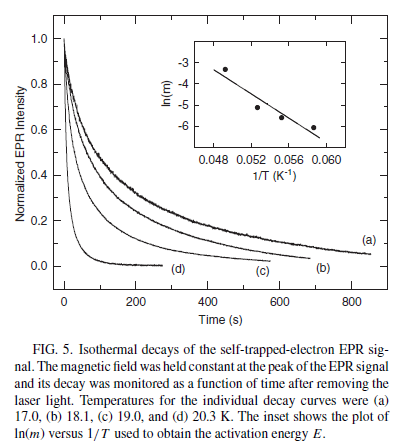 1.0
0.8
0.6
0.4
0.2
0.0
Normalized EPR Intensity
-3
-4
-5
-6
ln(m)
0.048 0.052 0.056 0.060
1/T (K⁻¹)
(a)
(b)
(c)
(d)
0 200 400 600 800
Time (s)
FIG. 5. Isothermal decays of the self-trapped-electron EPR sig-
nal. The magnetic field was held constant at the peak of the EPR signal
and its decay was monitored as a function of time after removing the
laser light. Temperatures for the individual decay curves were (a)
17.0, (b) 18.1, (c) 19.0, and (d) 20.3 K. The inset shows the plot of
ln(m) versus 1/T used to obtain the activation energy E.